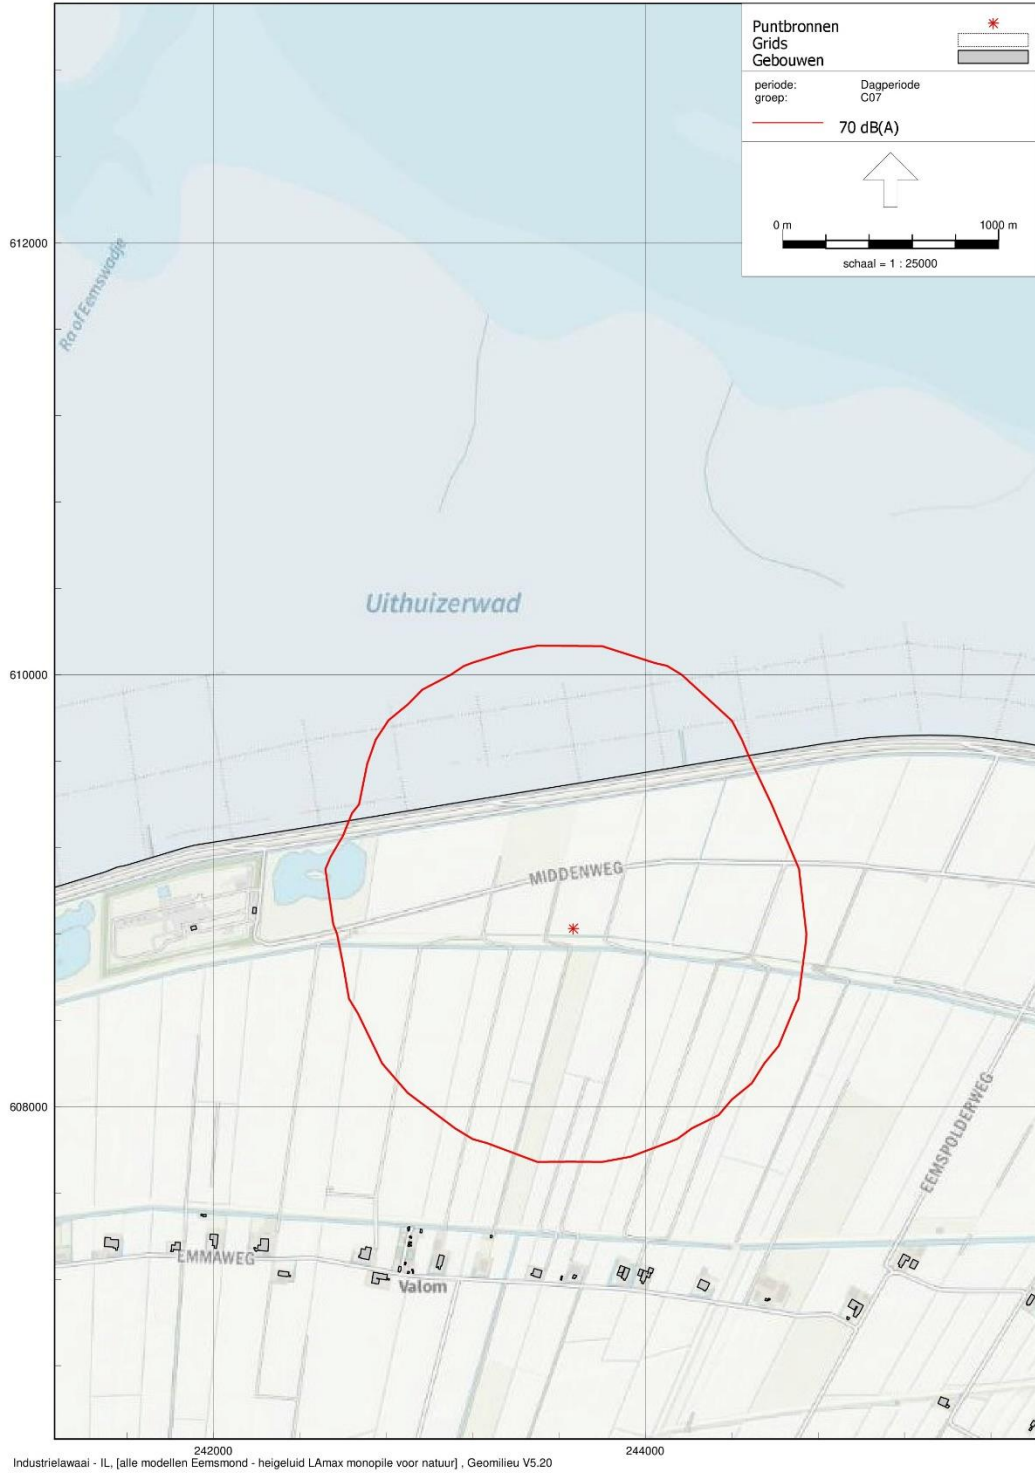 Puntbronnen
Grids
Gebouwen
periode: Dagperiode
groep: C07
70 dB(A)
0 m 1000 m
schaal = 1 : 25000
612000
Ra of Eemswadje
Uithuizerwad
610000
MIDDENWEG
608000
EEMSPOLDERWEG
EMMAWEG
Valom
242000 244000
Industrielawaai - IL, [alle modellen Eemsmond - heigeluid LAmax monopile voor natuur] , Geomilieu V5.20